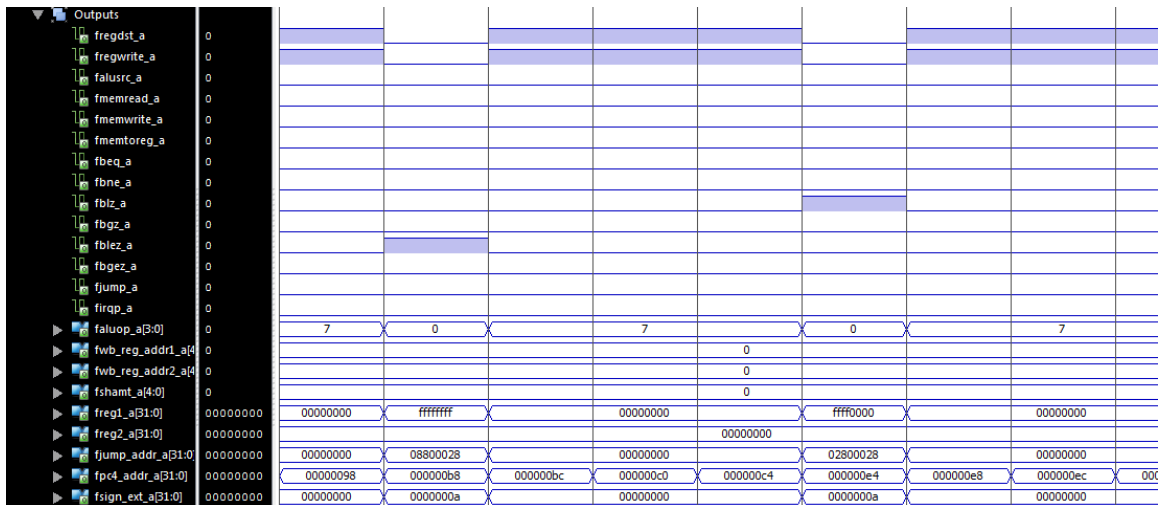 Outputs
fregdst_a 0
fregwrite_a 0
falusrc_a 0
fmemread_a 0
fmemwrite_a 0
fmemtoreg_a 0
fbeq_a 0
fbne_a 0
fblz_a 0
fbgz_a 0
fblez_a 0
fbgez_a 0
fjump_a 0
firqp_a 0
faluop_a[3:0] 0 7 0 7 0 7
fwb_reg_addr1_a[4 0 0
fwb_reg_addr2_a[4 0 0
fshamt_a[4:0] 0 0
freg1_a[31:0] 00000000 00000000 ffffffff 00000000 ffff0000 00000000
freg2_a[31:0] 00000000 00000000
fjump_addr_a[31:0] 00000000 00000000 08800028 00000000 02800028 00000000
fpc4_addr_a[31:0] 00000000 00000098 000000b8 000000bc 000000c0 000000c4 000000e4 000000e8 000000ec 000
fsign_ext_a[31:0] 00000000 00000000 0000000a 00000000 0000000a 00000000